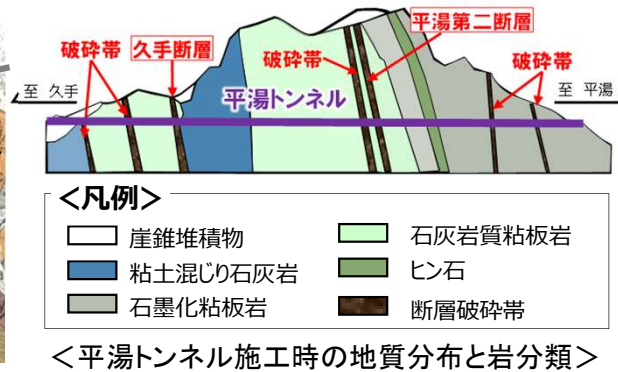 平湯第二断層
破砕帯
久手断層
破砕帯
破砕帯
至 久手
平湯トンネル
至 平湯
<凡例>
崖錐堆積物
石灰岩質粘板岩
粘土混じり石灰岩
ヒン石
石墨化粘板岩
断層破砕帯
<平湯トンネル施工時の地質分布と岩分類>